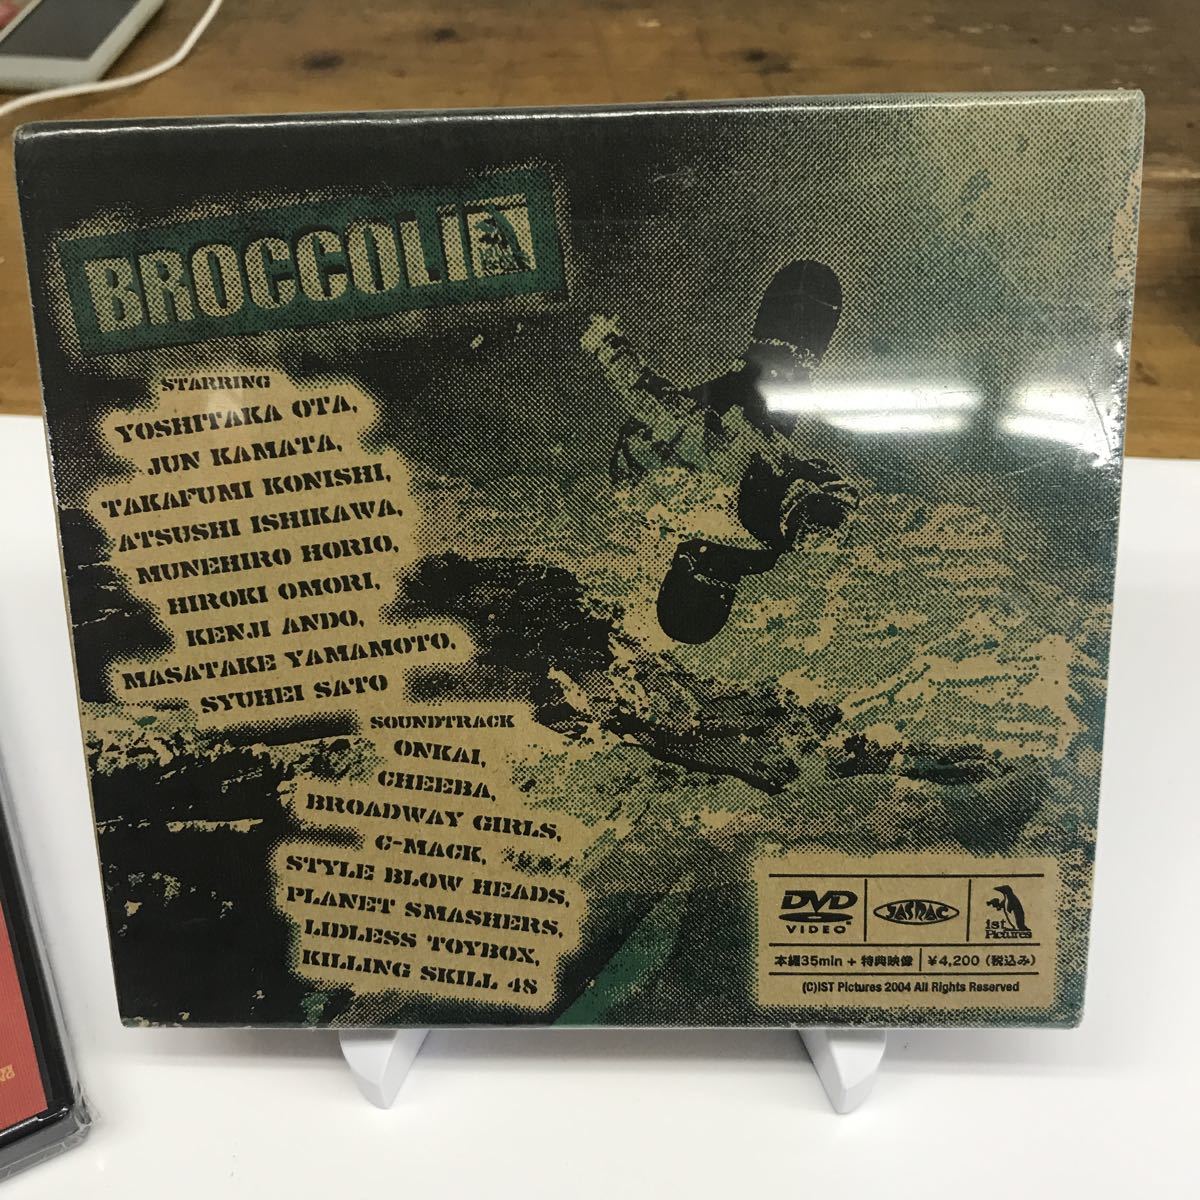 BROCCOLI
STARRING
YOSHITAKA OTA,
JUN KAMATA,
TAKAFUMI KONISHI,
ATSUSHI ISHIKAWA,
MUNEHIRO HORIO,
HIROKI OMORI,
KENJI ANDO,
MASATAKE YAMAMOTO,
SYUHEI SATO
SOUNDTRACK
ONKAI,
CHEEBA,
BROADWAY GIRLS,
C-MACK,
STYLE BLOW HEADS,
PLANET SMASHERS,
LIDLESS TOYBOX,
KILLING SKILL 48
DVD VIDEO
JASRAC
ist Pictures
本編35min + 特典映像 ¥4,200 (税込み)
(C)IST Pictures 2004 All Rights Reserved